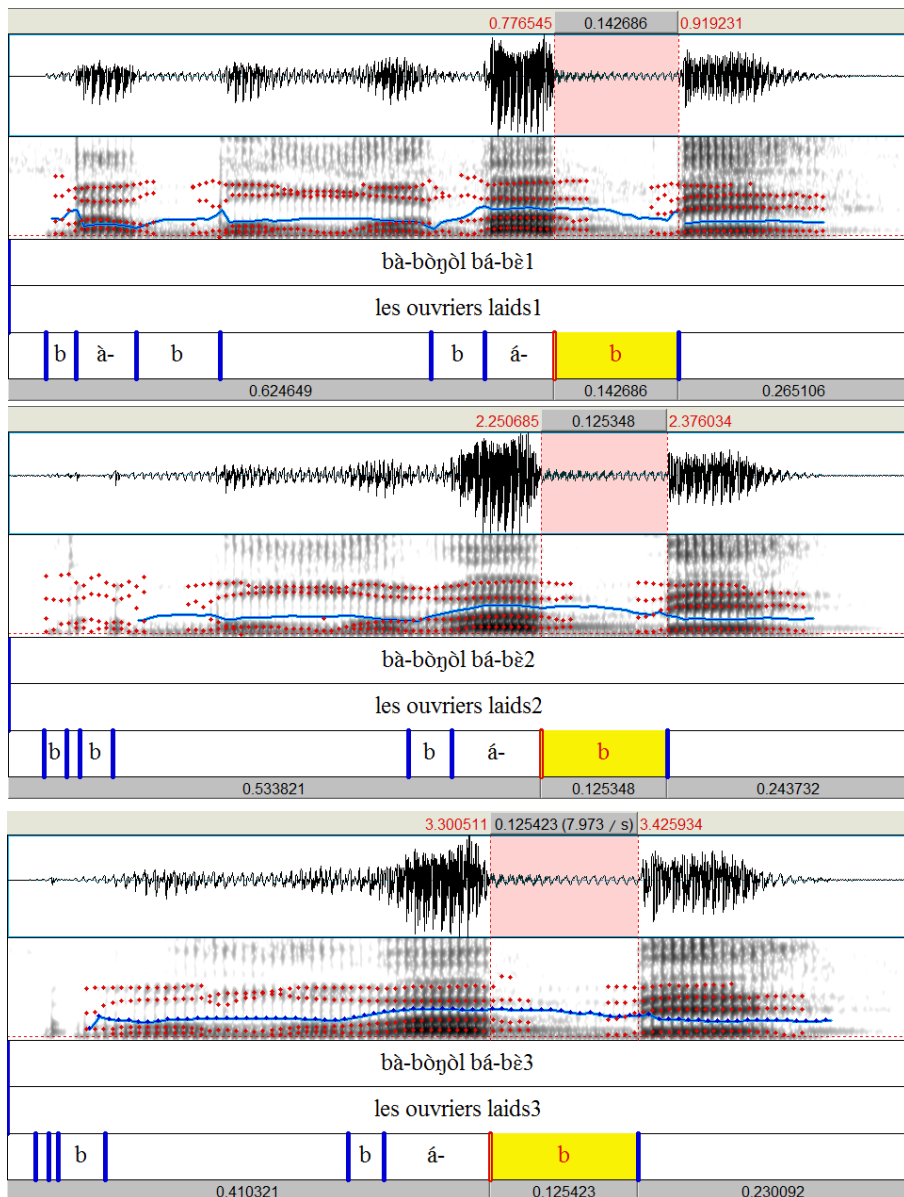 0.776545 0.142686 0.919231
bà-bòŋòl bá-bɛ̀1
les ouvriers laids1
b à- b b á- b
0.624649 0.142686 0.265106
2.250685 0.125348 2.376034
bà-bòŋòl bá-bɛ̀2
les ouvriers laids2
b b b á- b
0.533821 0.125348 0.243732
3.300511 0.125423 (7.973 / s) 3.425934
bà-bòŋòl bá-bɛ̀3
les ouvriers laids3
b b á- b
0.410321 0.125423 0.230092